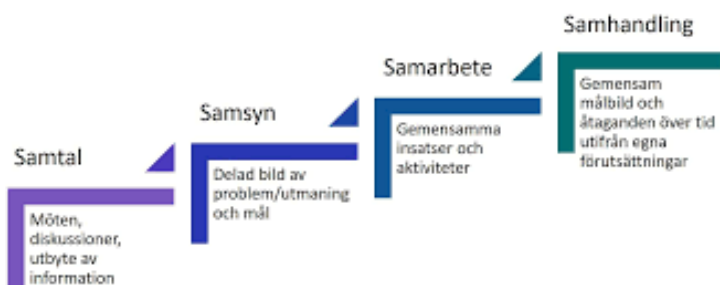 Samtal
Möten,
diskussioner,
utbyte av
information
Samsyn
Delad bild av
problem/utmaning
och mål
Samarbete
Gemensamma
insatser och
aktiviteter
Samhandling
Gemensam
målbild och
åtaganden över tid
utifrån egna
förutsättningar